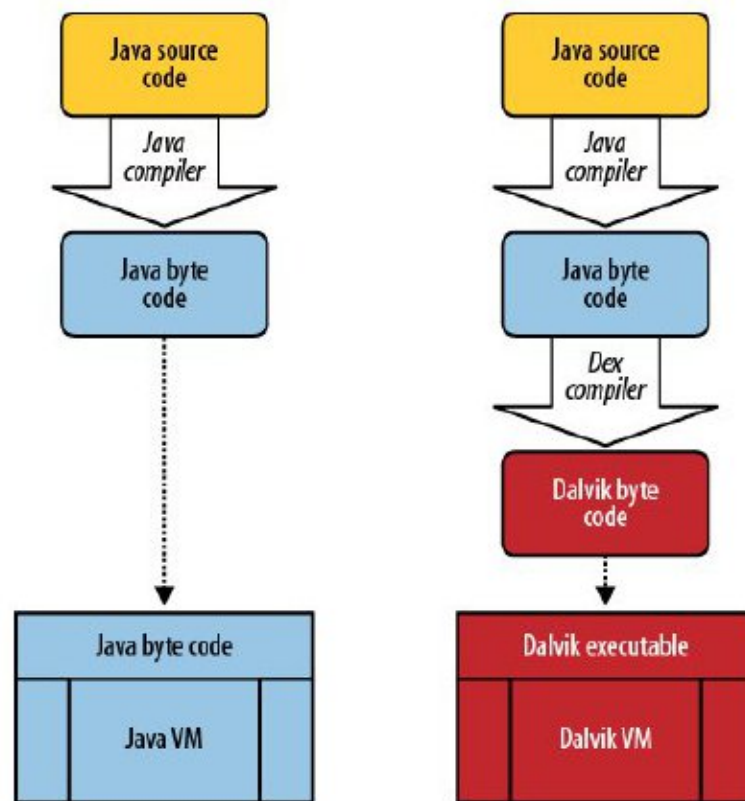 Java source
code
Java
compiler
Java byte
code
Java byte code
Java VM
Java source
code
Java
compiler
Java byte
code
Dex
compiler
Dalvik byte
code
Dalvik executable
Dalvik VM